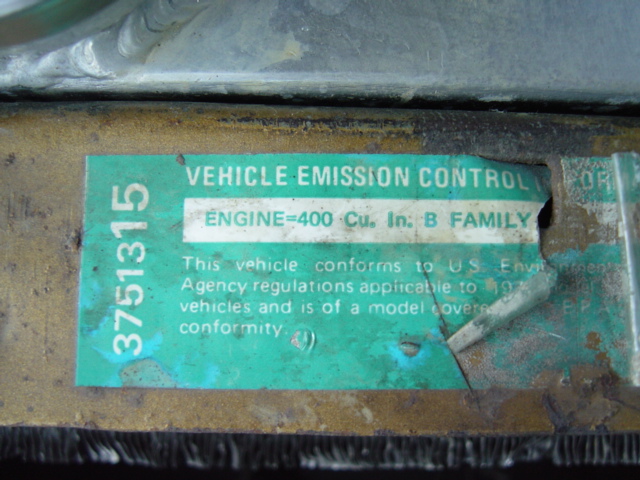 3751315
VEHICLE EMISSION CONTROL
ENGINE=400 Cu. In. B FAMILY
This vehicle conforms to U.S.
Agency regulations applicable to
vehicles and is of a model
conformity.